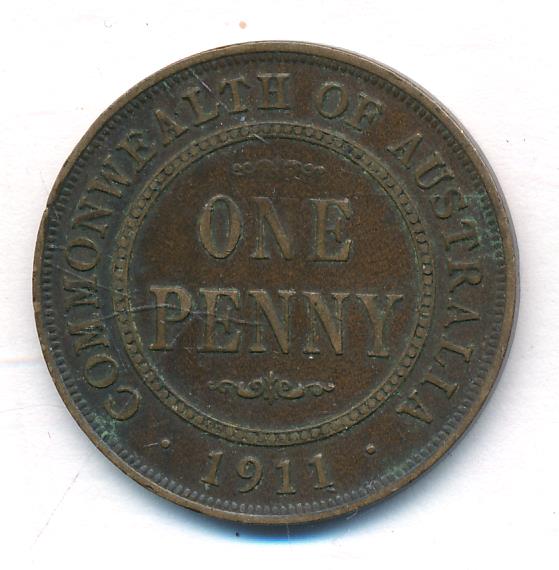 COMMONWEALTH OF AUSTRALIA
ONE
PENNY
· 1911 ·